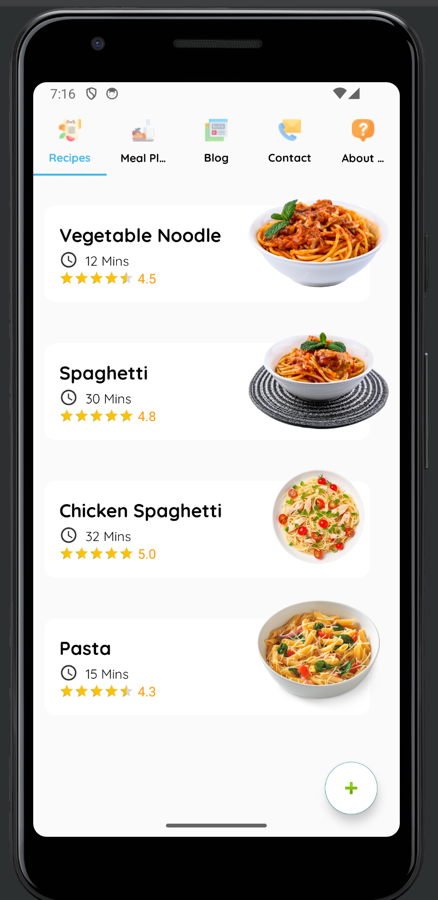 7:16
Recipes
Meal Pl...
Blog
Contact
About ...
Vegetable Noodle
12 Mins
4.5
Spaghetti
30 Mins
4.8
Chicken Spaghetti
32 Mins
5.0
Pasta
15 Mins
4.3
+